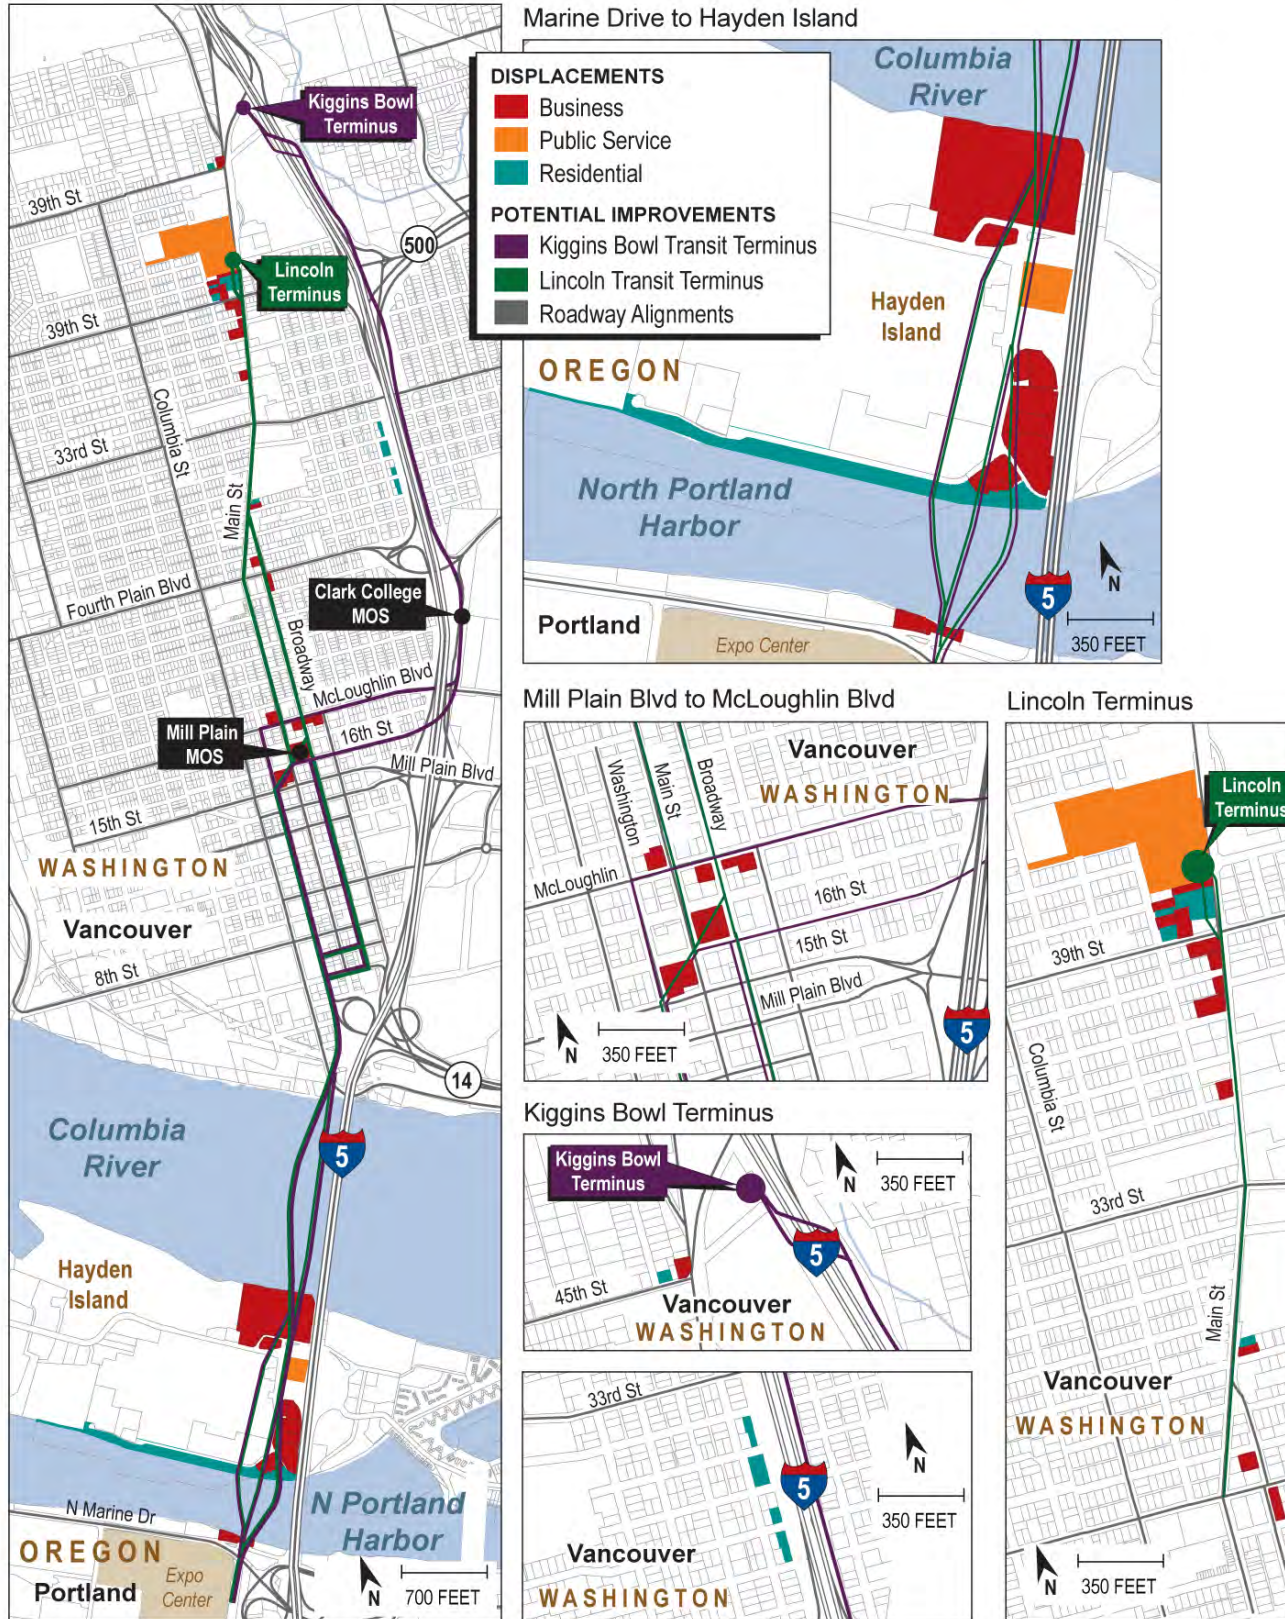 Marine Drive to Hayden Island
DISPLACEMENTS
Business
Public Service
Residential
POTENTIAL IMPROVEMENTS
Kiggins Bowl Transit Terminus
Lincoln Transit Terminus
Roadway Alignments
Kiggins Bowl
Terminus
39th St
500
Lincoln
Terminus
39th St
Columbia St
33rd St
Main St
Fourth Plain Blvd
Clark College
MOS
Broadway
McLoughlin Blvd
Mill Plain
MOS
16th St
Mill Plain Blvd
15th St
WASHINGTON
Vancouver
8th St
14
Columbia
River
5
Hayden
Island
N Marine Dr
N Portland
Harbor
OREGON
Portland
Expo
Center
N
700 FEET
Columbia
River
Hayden
Island
OREGON
North Portland
Harbor
N
5
350 FEET
Portland
Expo Center
Mill Plain Blvd to McLoughlin Blvd
Vancouver
WASHINGTON
Washington
Main St
Broadway
McLoughlin
16th St
15th St
Mill Plain Blvd
N
350 FEET
5
Kiggins Bowl Terminus
Kiggins Bowl
Terminus
N
350 FEET
5
45th St
Vancouver
WASHINGTON
33rd St
N
350 FEET
5
Vancouver
WASHINGTON
Lincoln Terminus
Lincoln
Terminus
39th St
Columbia St
33rd St
Main St
Vancouver
WASHINGTON
N
350 FEET